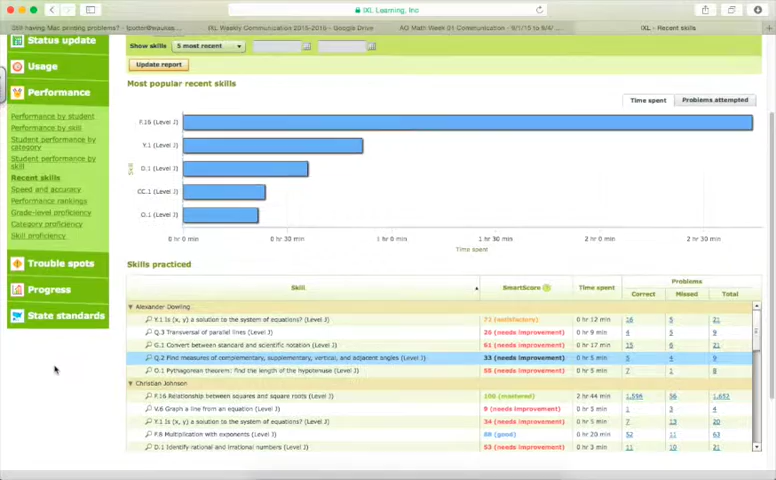 IXL Learning, Inc
IXL - Recent skills
Status update
Usage
Performance
Performance by student
Performance by skill
Student performance by category
Student performance by skill
Recent skills
Speed and accuracy
Performance rankings
Grade-level proficiency
Category proficiency
Skill proficiency
Trouble spots
Progress
State standards
Show skills
5 most recent
Update report
Most popular recent skills
Time spent
Problems attempted
F.16 (Level J)
Y.1 (Level J)
D.1 (Level J)
CC.1 (Level J)
O.1 (Level J)
Skill
0 hr 0 min
0 hr 30 min
1 hr 0 min
1 hr 30 min
2 hr 0 min
2 hr 30 min
Time spent
Skills practiced
Skill
SmartScore
Time spent
Problems
Correct
Missed
Total
Alexander Dowling
Y.1 Is (x, y) a solution to the system of equations? (Level J) (satisfactory) 0 hr 12 min 16 5 21
Q.3 Transversal of parallel lines (Level J) 26 (needs improvement) 0 hr 9 min 4 5 9
G.1 Convert between standard and scientific notation (Level J) 61 (needs improvement) 0 hr 17 min 15 6 21
Q.2 Find measures of complementary, supplementary, vertical, and adjacent angles (Level J) 33 (needs improvement) 0 hr 5 min 5 4 9
O.1 Pythagorean theorem: find the length of the hypotenuse (Level J) (needs improvement) 0 hr 5 min 7 1 8
Christian Johnson
F.16 Relationship between squares and square roots (Level J) 100 (mastered) 2 hr 44 min 1,596 56 1,652
V.6 Graph a line from an equation (Level J) (needs improvement) 0 hr 5 min 1 3 4
Y.1 Is (x, y) a solution to the system of equations? (Level J) 34 (needs improvement) 0 hr 5 min 7 13 20
F.8 Multiplication with exponents (Level J) (good) 0 hr 20 min 52 11 63
D.1 Identify rational and irrational numbers (Level J) 53 (needs improvement) 0 hr 3 min 11 10 21